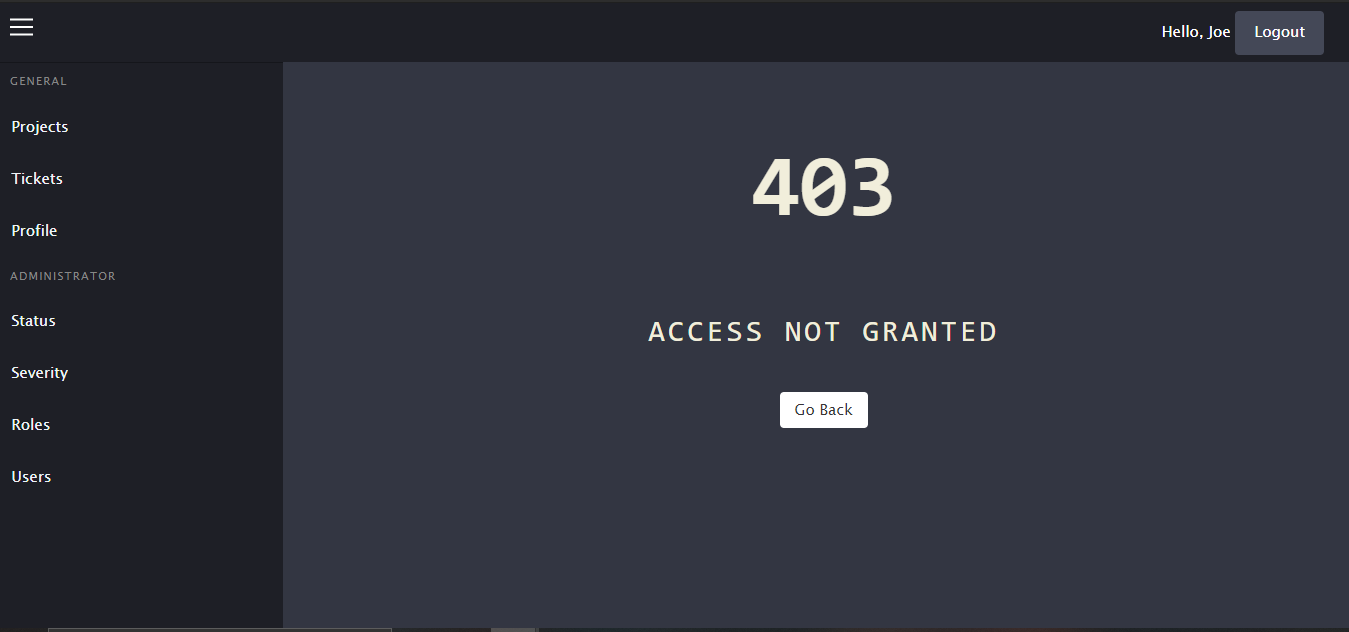 Hello, Joe
Logout
GENERAL
Projects
Tickets
Profile
ADMINISTRATOR
Status
Severity
Roles
Users
403
ACCESS NOT GRANTED
Go Back